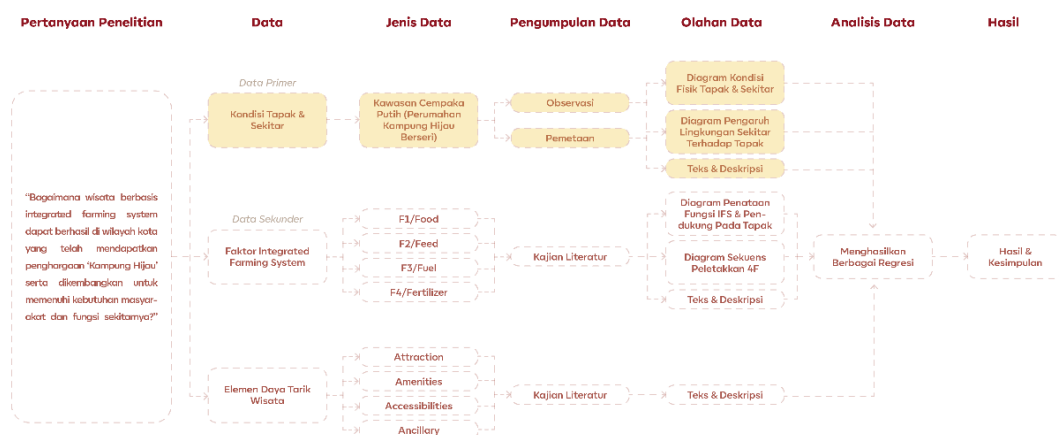 Pertanyaan Penelitian
Data
Jenis Data
Pengumpulan Data
Olahan Data
Analisis Data
Hasil
"Bagaimana wisata berbasis
integrated farming system
dapat berhasil di wilayah kota
yang telah mendapatkan
penghargaan 'Kampung Hijau'
serta dikembangkan untuk
memenuhi kebutuhan masyar-
akat dan fungsi sekitarnya?"
Data Primer
Kondisi Tapak &
Sekitar
Kawasan Cempaka
Putih (Perumahan
Kampung Hijau
Berseri)
Observasi
Pemetaan
Diagram Kondisi
Fisik Tapak & Sekitar
Diagram Pengaruh
Lingkungan Sekitar
Terhadap Tapak
Teks & Deskripsi
Data Sekunder
Faktor Integrated
Farming System
F1/Food
F2/Feed
F3/Fuel
F4/Fertilizer
Kajian Literatur
Diagram Penataan
Fungsi IFS & Pen-
dukung Pada Tapak
Diagram Sekuens
Peletakkan 4F
Teks & Deskripsi
Menghasilkan
Berbagai Regresi
Hasil &
Kesimpulan
Elemen Daya Tarik
Wisata
Attraction
Amenities
Accessibilities
Ancillary
Kajian Literatur
Teks & Deskripsi